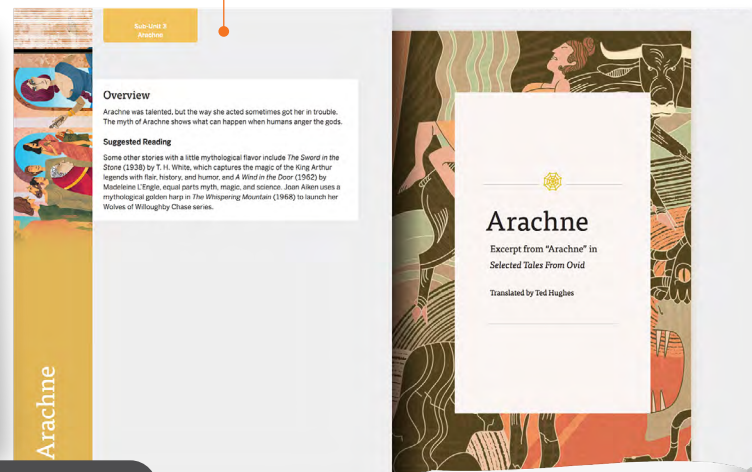 Sub-Unit 3
Arachne
Overview
Arachne was talented, but the way she acted sometimes got her in trouble.
The myth of Arachne shows what can happen when humans anger the gods.
Suggested Reading
Some other stories with a little mythological flavor include The Sword in the
Stone (1938) by T. H. White, which captures the magic of the King Arthur
legends with flair, history, and humor, and A Wind in the Door (1962) by
Madeleine L'Engle, equal parts myth, magic, and science. Joan Aiken uses a
mythological golden harp in The Whispering Mountain (1968) to launch her
Wolves of Willoughby Chase series.
Arachne
Arachne
Excerpt from “Arachne” in
Selected Tales From Ovid
Translated by Ted Hughes